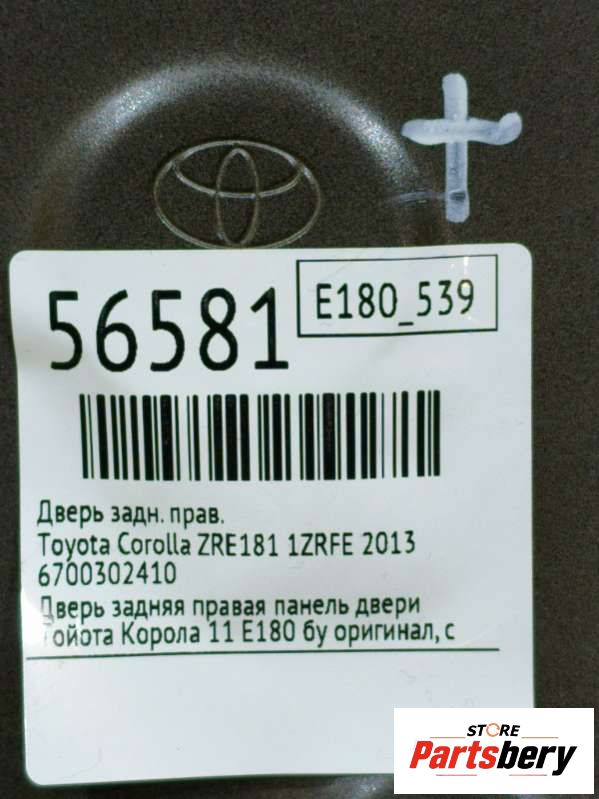 56581
E180_539
Дверь задн. прав.
Toyota Corolla ZRE181 1ZRFE 2013
6700302410
Дверь задняя правая панель двери
Тойота Корола 11 Е180 бу оригинал, с
STORE
Partsbery